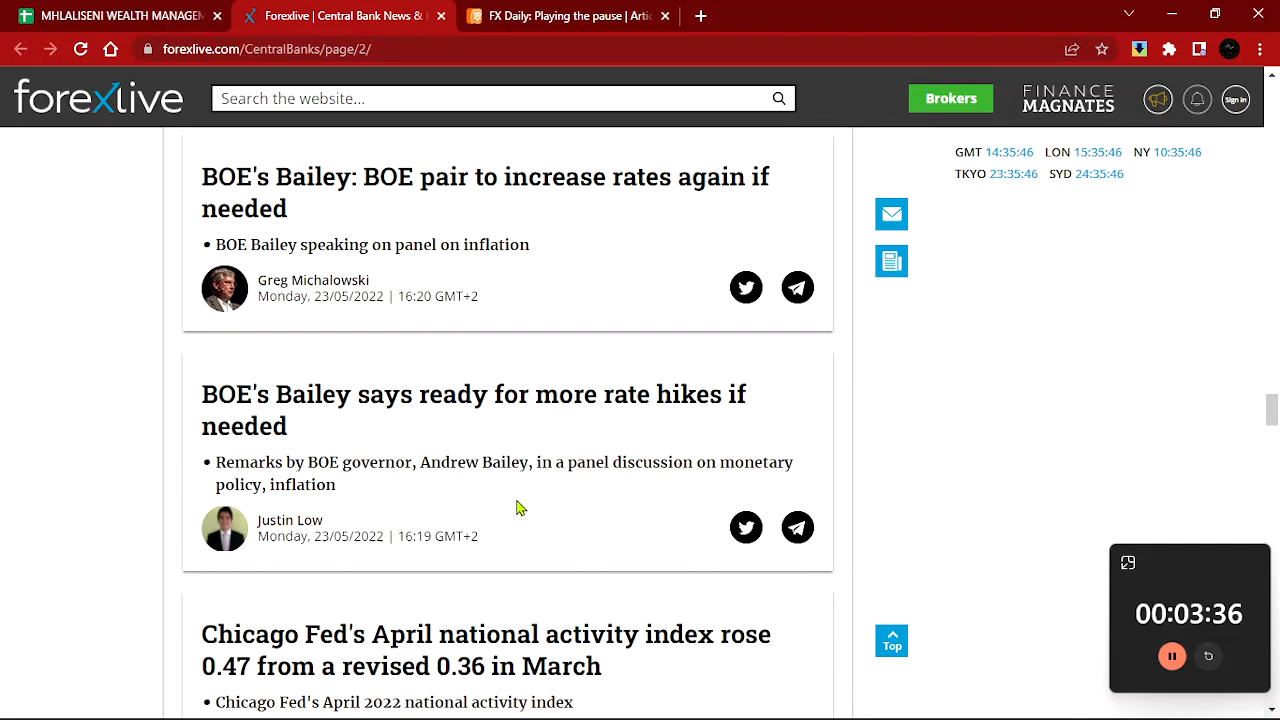 MHLALISENI WEALTH MANAGEM
Forexlive | Central Bank News &
FX Daily: Playing the pause | Artic
forexlive.com/CentralBanks/page/2/
forexlive
Search the website...
Brokers
FINANCE
MAGNATES
Sign in
GMT 14:35:46 LON 15:35:46 NY 10:35:46
TKYO 23:35:46 SYD 24:35:46
BOE's Bailey: BOE pair to increase rates again if
needed
• BOE Bailey speaking on panel on inflation
Greg Michalowski
Monday, 23/05/2022 | 16:20 GMT+2
BOE's Bailey says ready for more rate hikes if
needed
• Remarks by BOE governor, Andrew Bailey, in a panel discussion on monetary
policy, inflation
Justin Low
Monday, 23/05/2022 | 16:19 GMT+2
Top
00:03:36
Chicago Fed's April national activity index rose
0.47 from a revised 0.36 in March
• Chicago Fed's April 2022 national activity index